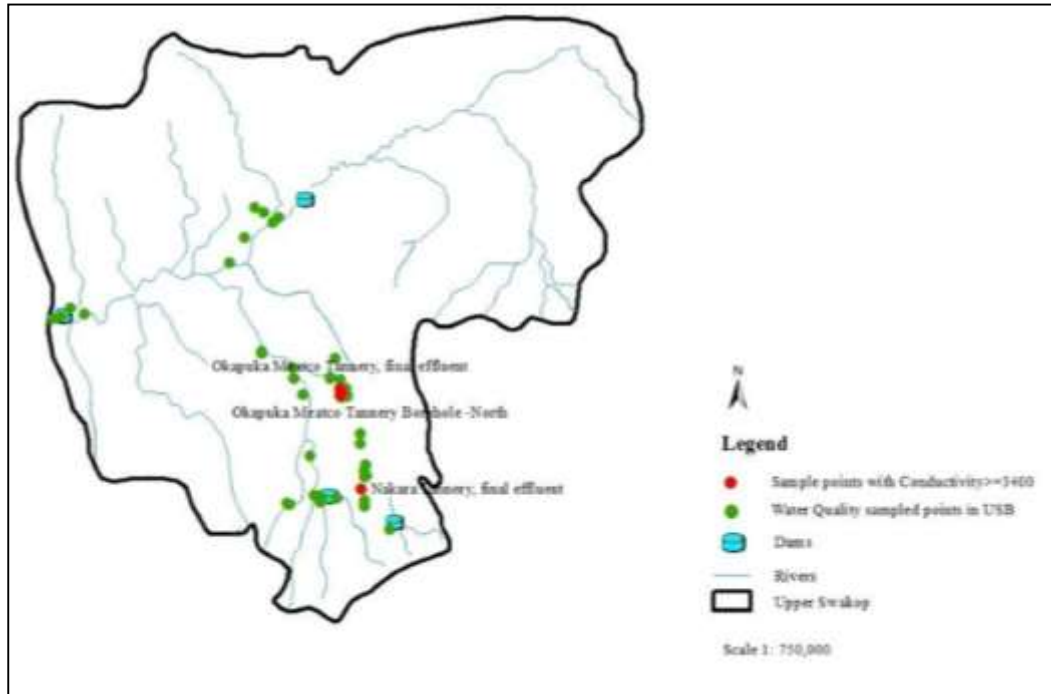 Okapuka Meatco Tannery, final effluent
Okapuka Meatco Tannery Borehole -North
Nakara Tannery, final effluent
N
Legend
Sample points with Conductivity>=5400
Water Quality sampled points in USB
Dams
Rivers
Upper Swakop
Scale 1: 750,000